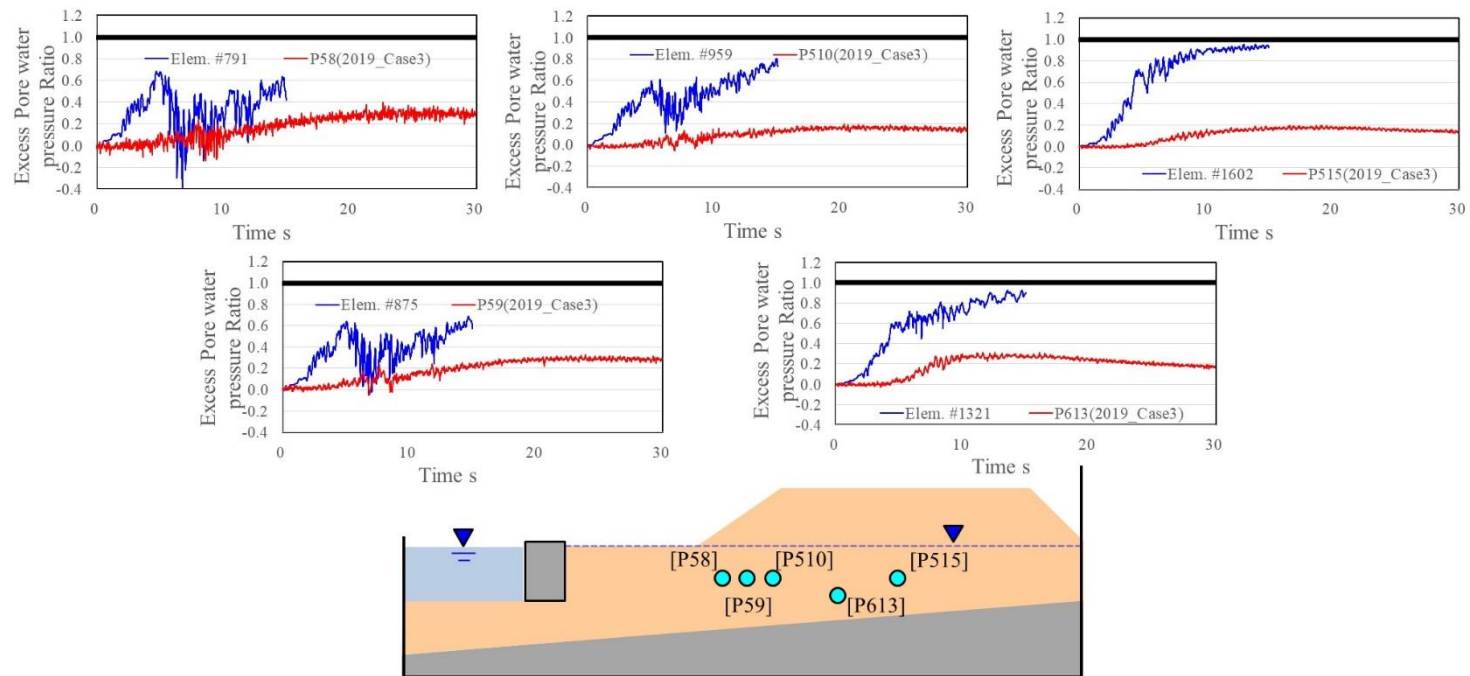 Excess Pore water
pressure Ratio
1.2
1.0
0.8
0.6
0.4
0.2
0.0
-0.2
-0.4
Elem. #791
P58(2019_Case3)
0
10
20
30
Time s
Excess Pore water
pressure Ratio
1.2
1.0
0.8
0.6
0.4
0.2
0.0
-0.2
-0.4
Elem. #959
P510(2019_Case3)
0
10
20
30
Time s
Excess Pore water
pressure Ratio
1.2
1.0
0.8
0.6
0.4
0.2
0.0
-0.2
-0.4
Elem. #1602
P515(2019_Case3)
0
10
20
30
Time s
Excess Pore water
pressure Ratio
1.2
1.0
0.8
0.6
0.4
0.2
0.0
-0.2
-0.4
Elem. #875
P59(2019_Case3)
0
10
20
30
Time s
Excess Pore water
pressure Ratio
1.2
1.0
0.8
0.6
0.4
0.2
0.0
-0.2
-0.4
Elem. #1321
P613(2019_Case3)
0
10
20
30
Time s
[P58]
[P510]
[P515]
[P59]
[P613]